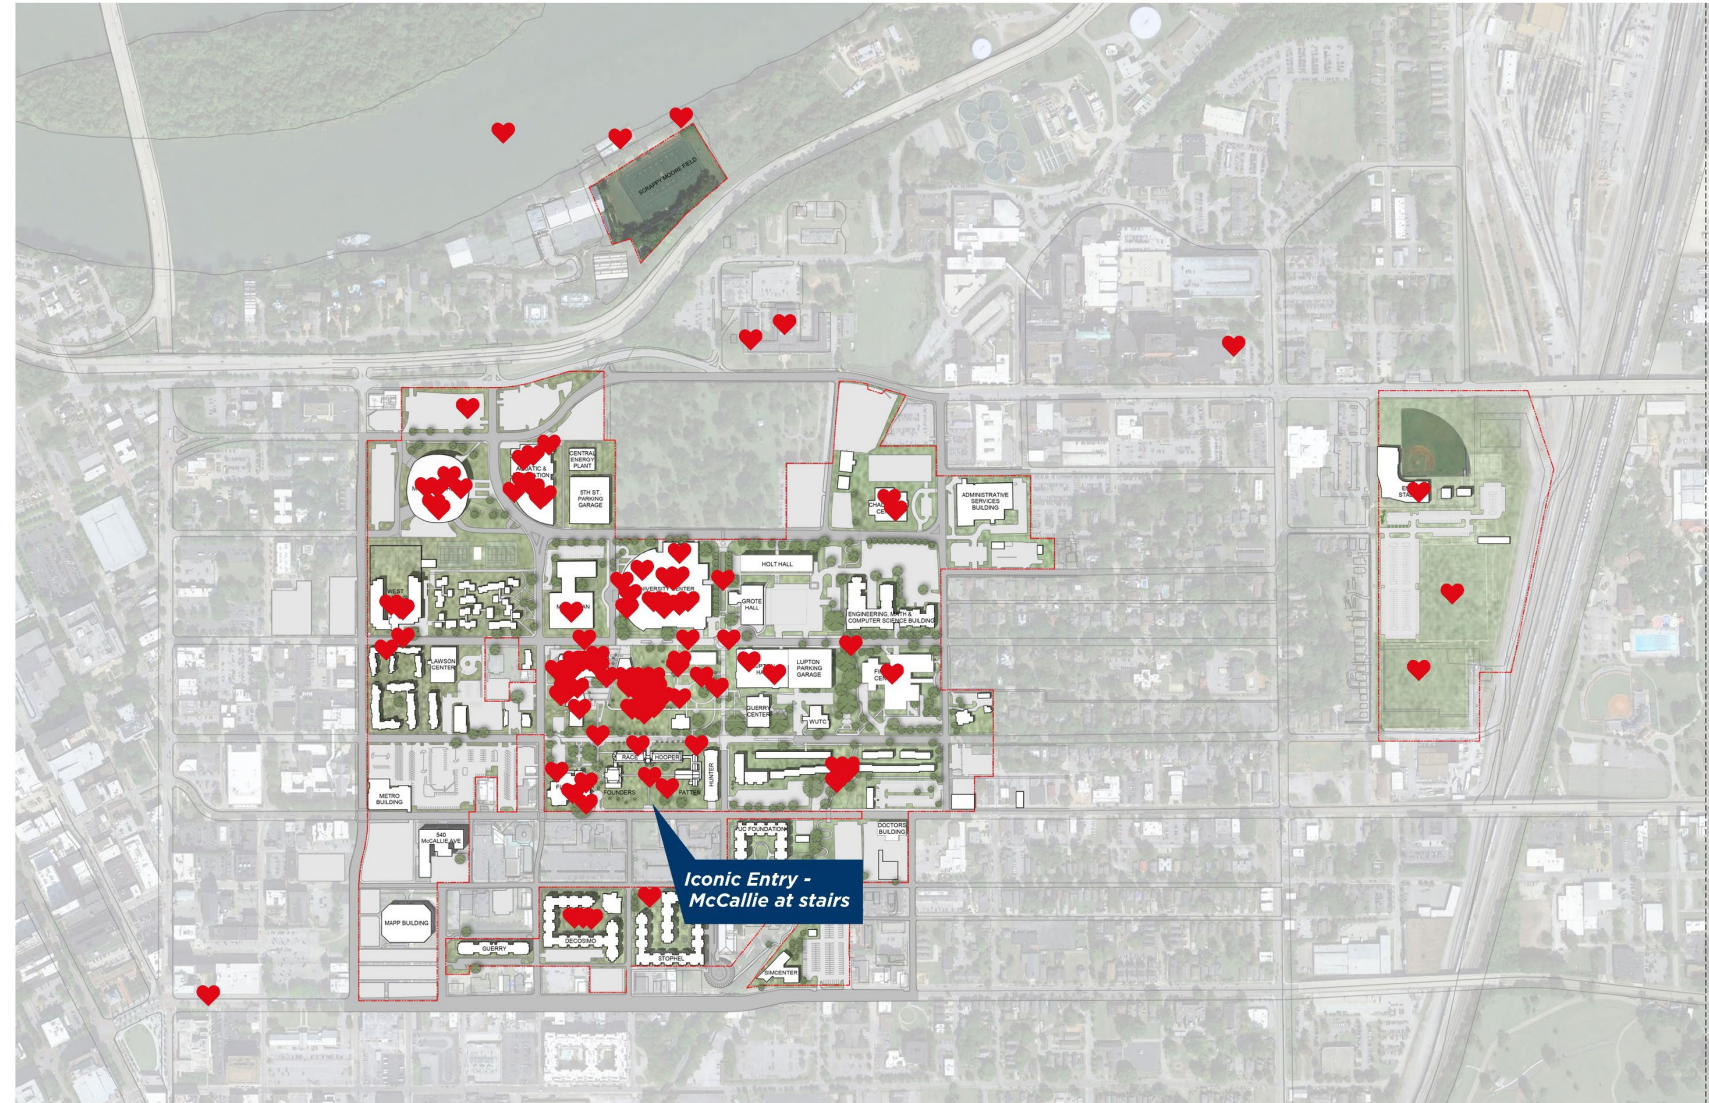 SCRAPPY MOORE FIELD
CENTRAL
ENERGY
PLANT
5TH ST.
PARKING
GARAGE
ADMINISTRATIVE
SERVICES
BUILDING
HOLT HALL
GROTE
HALL
ENGINEERING, MATH &
COMPUTER SCIENCE BUILDING
WEST
LAWSON
CENTER
LUPTON
PARKING
GARAGE
GUERRY
CENTER
WUTC
RACE
HOOPER
HUNTER
FOUNDERS
METRO
BUILDING
540
McCALLIE AVE
UC FOUNDATION
DOCTORS
BUILDING
Iconic Entry -
McCallie at stairs
MAPP BUILDING
GUERRY
DECOSIMO
STOPHEL
SIMCENTER